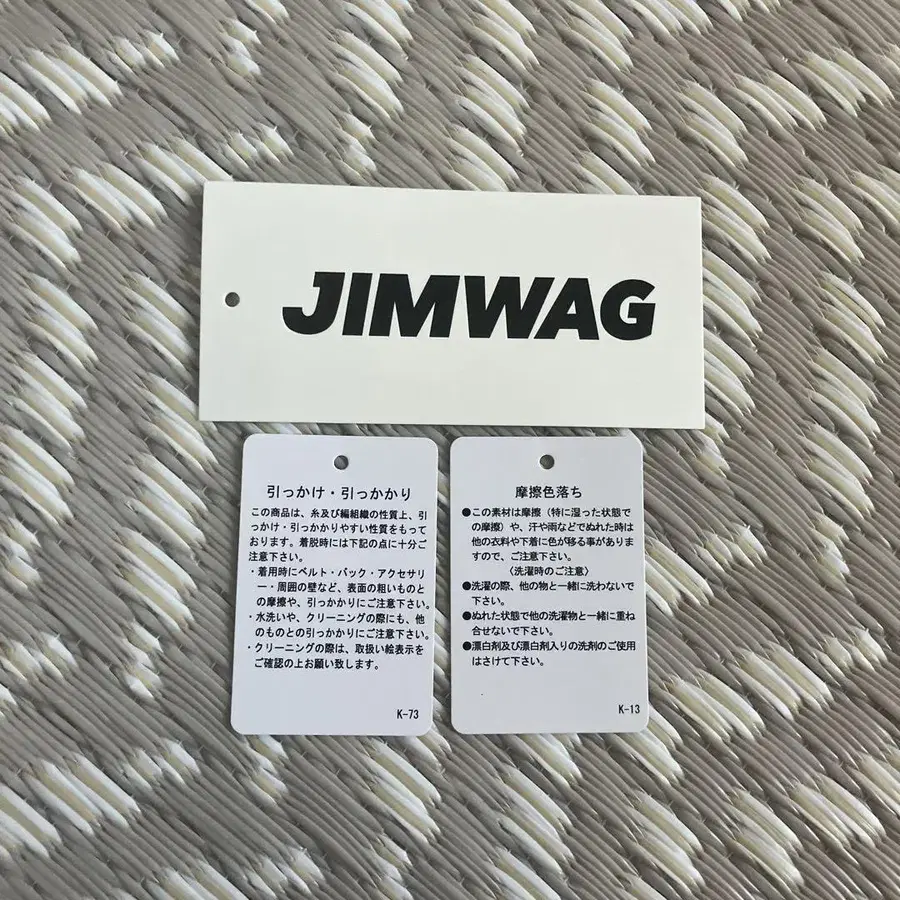 JIMWAG
引っかけ・引っかかり
この商品は、糸及び編組織の性質上、引
っかけ・引っかかりやすい性質をもって
おります。着脱時には下記の点に十分ご
注意下さい。
・着用時にベルト・バック・アクセサリ
ー・周囲の壁など、表面の粗いものと
の摩擦や、引っかかりにご注意下さい。
・水洗いや、クリーニングの際にも、他
のものとの引っかかりにご注意下さい。
・クリーニングの際は、取扱い絵表示を
ご確認の上お願い致します。
K-73
摩擦色落ち
●この素材は摩擦（特に湿った状態で
の摩擦）や、汗や雨などでぬれた時は
他の衣料や下着に色が移る事がありま
すので、ご注意下さい。
〈洗濯時のご注意〉
●洗濯の際、他の物と一緒に洗わないで
下さい。
●ぬれた状態で他の洗濯物と一緒に重ね
合せないで下さい。
●漂白剤及び漂白剤入りの洗剤のご使用
はさけて下さい。
K-13